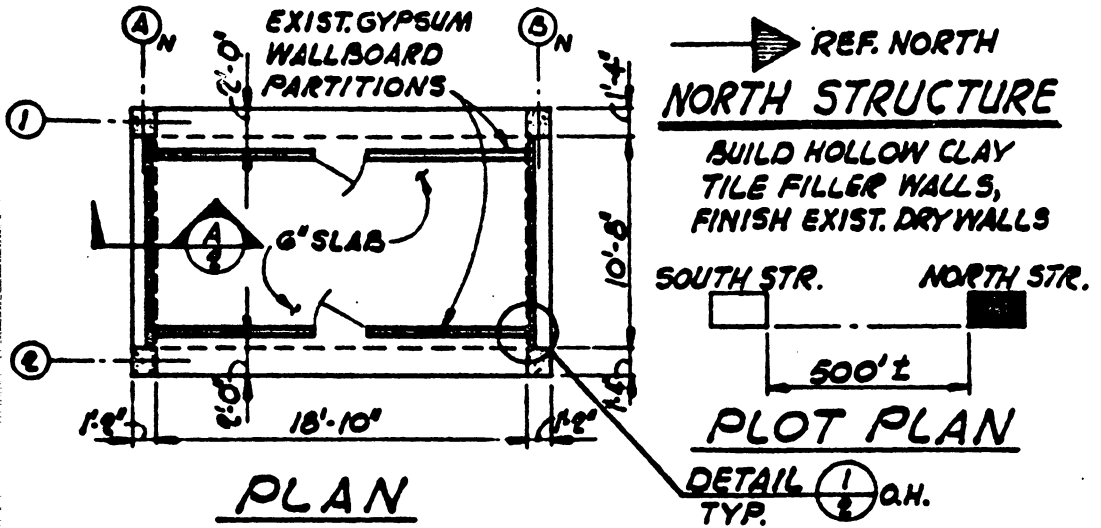 A
N
EXIST. GYPSUM
WALLBOARD
PARTITIONS
B
N
REF. NORTH
NORTH STRUCTURE
BUILD HOLLOW CLAY
TILE FILLER WALLS,
FINISH EXIST. DRYWALLS
1
2'-0"
1'-4"
A
2
6" SLAB
10'-8"
SOUTH STR.
NORTH STR.
500' ±
PLOT PLAN
2
2'-0"
1'-4"
1'-2"
18'-10"
1'-2"
PLAN
DETAIL
TYP.
1
2
O.H.